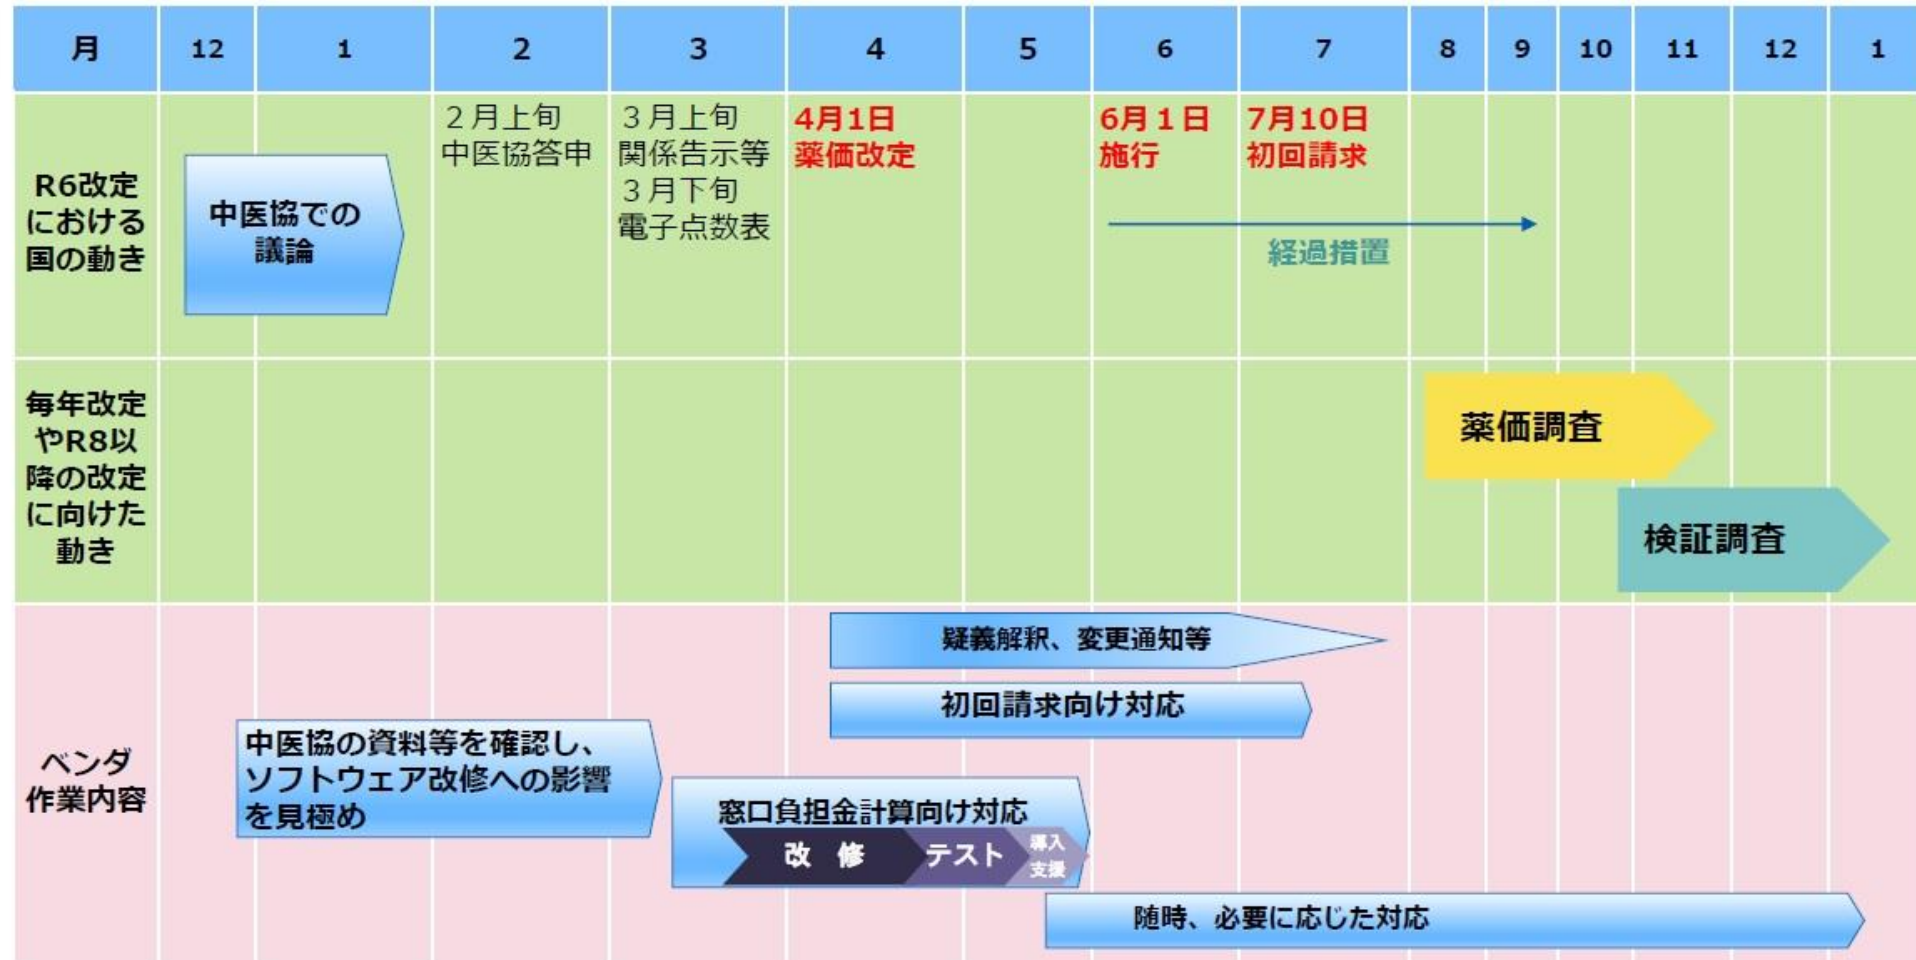 月 12 1 2 3 4 5 6 7 8 9 10 11 12 1
R6改定
における
国の動き
中医協での
議論
２月上旬
中医協答申
３月上旬
関係告示等
３月下旬
電子点数表
4月1日
薬価改定
6月１日
施行
7月10日
初回請求
経過措置
毎年改定
やR8以
降の改定
に向けた
動き
薬価調査
検証調査
ベンダ
作業内容
疑義解釈、変更通知等
初回請求向け対応
中医協の資料等を確認し、
ソフトウェア改修への影響
を見極め
窓口負担金計算向け対応
改 修
テスト
導入
支援
随時、必要に応じた対応